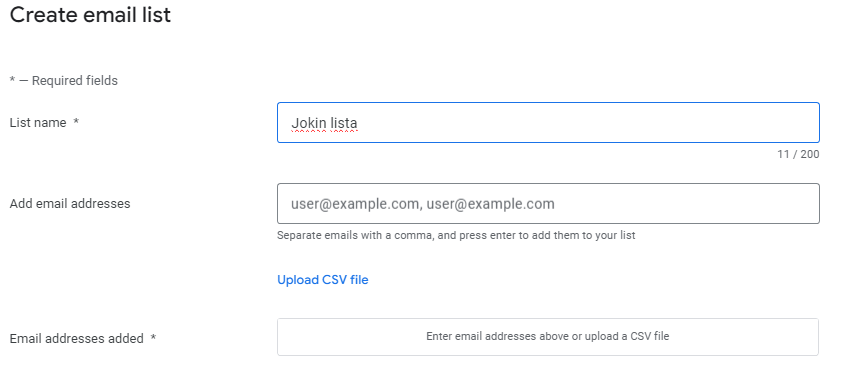 Create email list
* — Required fields
List name *
Jokin lista
11 / 200
Add email addresses
user@example.com, user@example.com
Separate emails with a comma, and press enter to add them to your list
Upload CSV file
Email addresses added *
Enter email addresses above or upload a CSV file